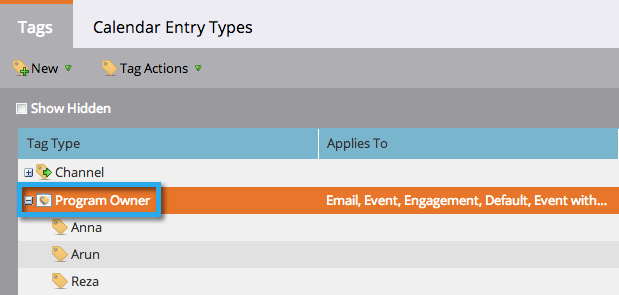 Tags Calendar Entry Types
New Tag Actions
Show Hidden
Tag Type Applies To
Channel
Program Owner Email, Event, Engagement, Default, Event with...
Anna
Arun
Reza